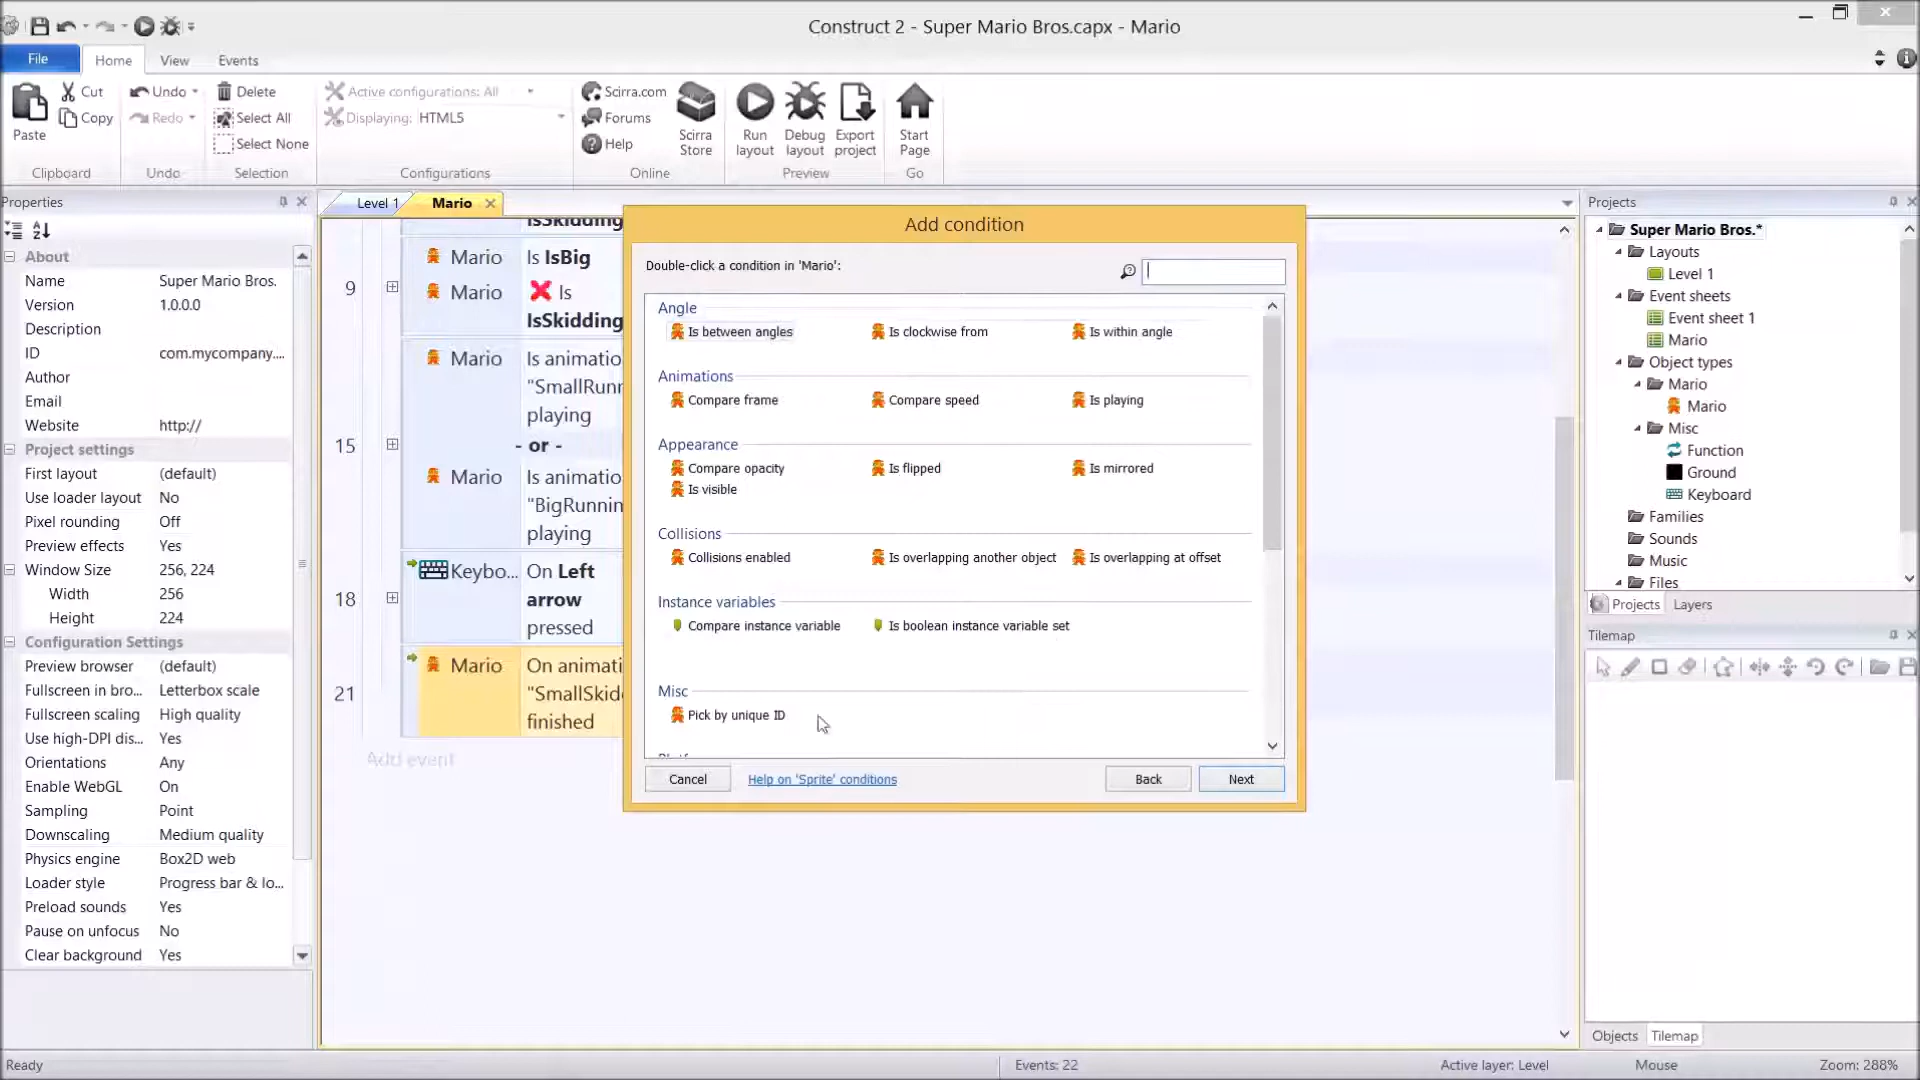 Construct 2 - Super Mario Bros.capx - Mario
File
Home
View
Events
Paste
Cut
Copy
Clipboard
Undo
Redo
Undo
Delete
Select All
Select None
Selection
Active configurations: All
Displaying: HTML5
Configurations
Scirra.com
Forums
Help
Scirra Store
Online
Run layout
Debug layout
Export project
Preview
Start Page
Go
Properties
About
Name Super Mario Bros.
Version 1.0.0.0
Description
ID com.mycompany....
Author
Email
Website http://
Project settings
First layout (default)
Use loader layout No
Pixel rounding Off
Preview effects Yes
Window Size 256, 224
Width 256
Height 224
Configuration Settings
Preview browser (default)
Fullscreen in bro... Letterbox scale
Fullscreen scaling High quality
Use high-DPI dis... Yes
Orientations Any
Enable WebGL On
Sampling Point
Downscaling Medium quality
Physics engine Box2D web
Loader style Progress bar & lo...
Preload sounds Yes
Pause on unfocus No
Clear background Yes
Level 1
Mario
IsSkidding
9
Mario Is IsBig
Mario Is
IsSkidding
15
Mario Is animatio
"SmallRunn
playing
- or -
Mario Is animatio
"BigRunnin
playing
18
Keybo... On Left
arrow
pressed
21
Mario On animati
"SmallSkid
finished
Add event
Add condition
Double-click a condition in 'Mario':
Angle
Is between angles Is clockwise from Is within angle
Animations
Compare frame Compare speed Is playing
Appearance
Compare opacity Is flipped Is mirrored
Is visible
Collisions
Collisions enabled Is overlapping another object Is overlapping at offset
Instance variables
Compare instance variable Is boolean instance variable set
Misc
Pick by unique ID
Cancel
Help on 'Sprite' conditions
Back
Next
Projects
Super Mario Bros.*
Layouts
Level 1
Event sheets
Event sheet 1
Mario
Object types
Mario
Mario
Misc
Function
Ground
Keyboard
Families
Sounds
Music
Files
Projects
Layers
Tilemap
Objects
Tilemap
Ready
Events: 22
Active layer: Level
Mouse
Zoom: 288%